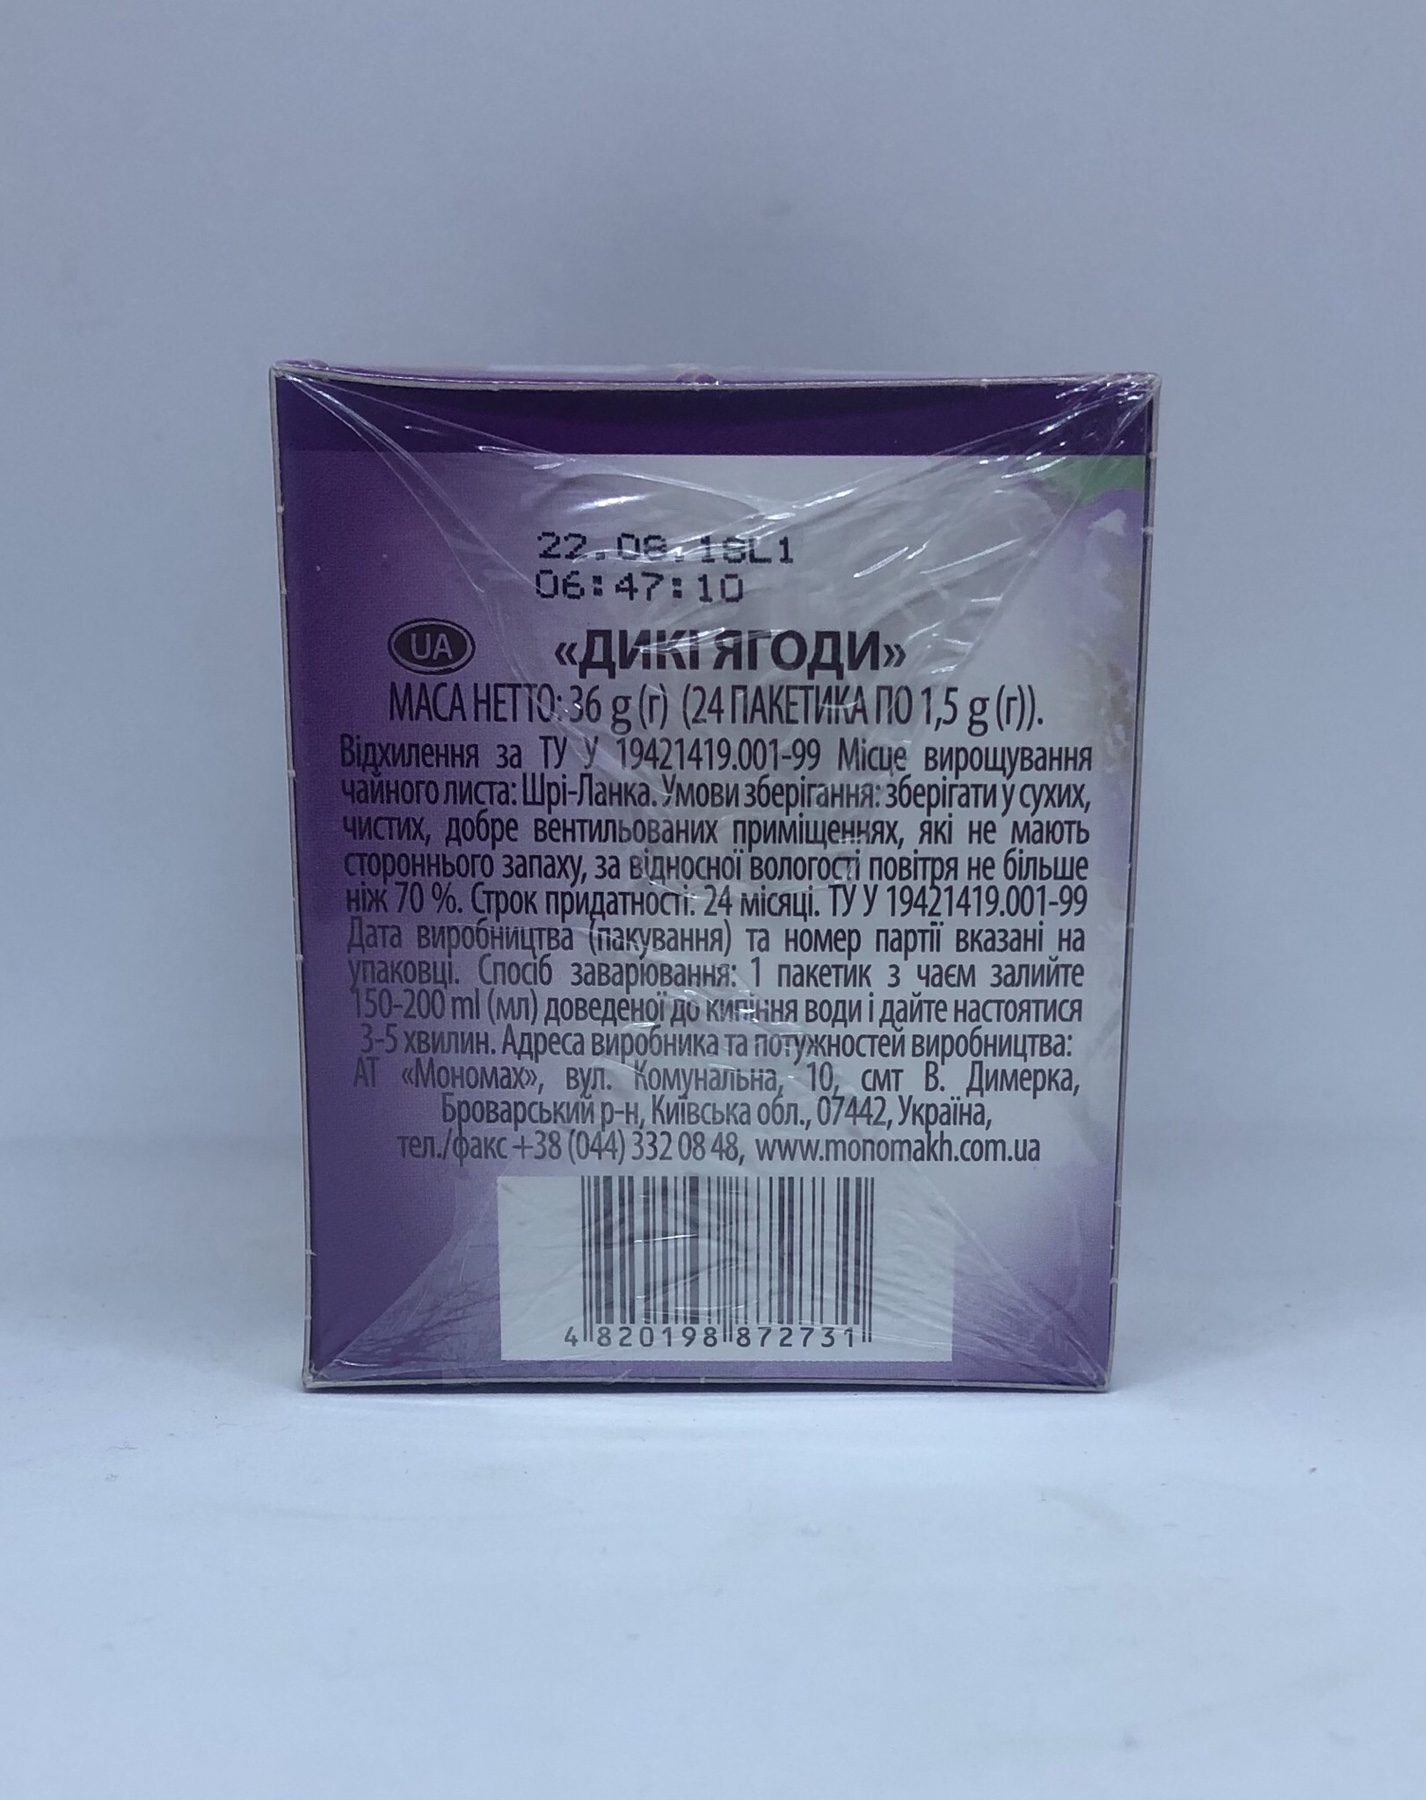 22.08.18L1
06:47:10
UA
«ДИКІ ЯГОДИ»
МАСА НЕТТО: 36 g (г) (24 ПАКЕТИКА ПО 1,5 g (г)).
Відхилення за ТУ У 19421419.001-99 Місце вирощування
чайного листа: Шрі-Ланка. Умови зберігання: зберігати у сухих,
чистих, добре вентильованих приміщеннях, які не мають
стороннього запаху, за відносної вологості повітря не більше
ніж 70 %. Строк придатності: 24 місяці. ТУ У 19421419.001-99
Дата виробництва (пакування) та номер партії вказані на
упаковці. Спосіб заварювання: 1 пакетик з чаєм залийте
150-200 ml (мл) доведеної до кипіння води і дайте настоятися
3-5 хвилин. Адреса виробника та потужностей виробництва:
АТ «Мономах», вул. Комунальна, 10, смт В. Димерка,
Броварський р-н, Київська обл., 07442, Україна,
тел./факс +38 (044) 332 08 48, www.monomakh.com.ua
4 820198 872731